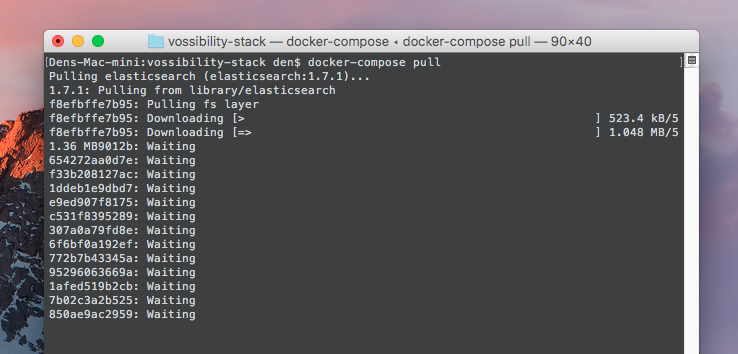 vossibility-stack — docker-compose ◂ docker-compose pull — 90×40
[Dens-Mac-mini:vossibility-stack den$ docker-compose pull ]
Pulling elasticsearch (elasticsearch:1.7.1)...
1.7.1: Pulling from library/elasticsearch
f8efbffe7b95: Pulling fs layer
f8efbffe7b95: Downloading [> ] 523.4 kB/5
f8efbffe7b95: Downloading [=> ] 1.048 MB/5
1.36 MB9012b: Waiting
654272aa0d7e: Waiting
f33b208127ac: Waiting
1ddeb1e9dbd7: Waiting
e9ed907f8175: Waiting
c531f8395289: Waiting
307a0a79fd8e: Waiting
6f6bf0a192ef: Waiting
772b7b43345a: Waiting
95296063669a: Waiting
1afed519b2cb: Waiting
7b02c3a2b525: Waiting
850ae9ac2959: Waiting